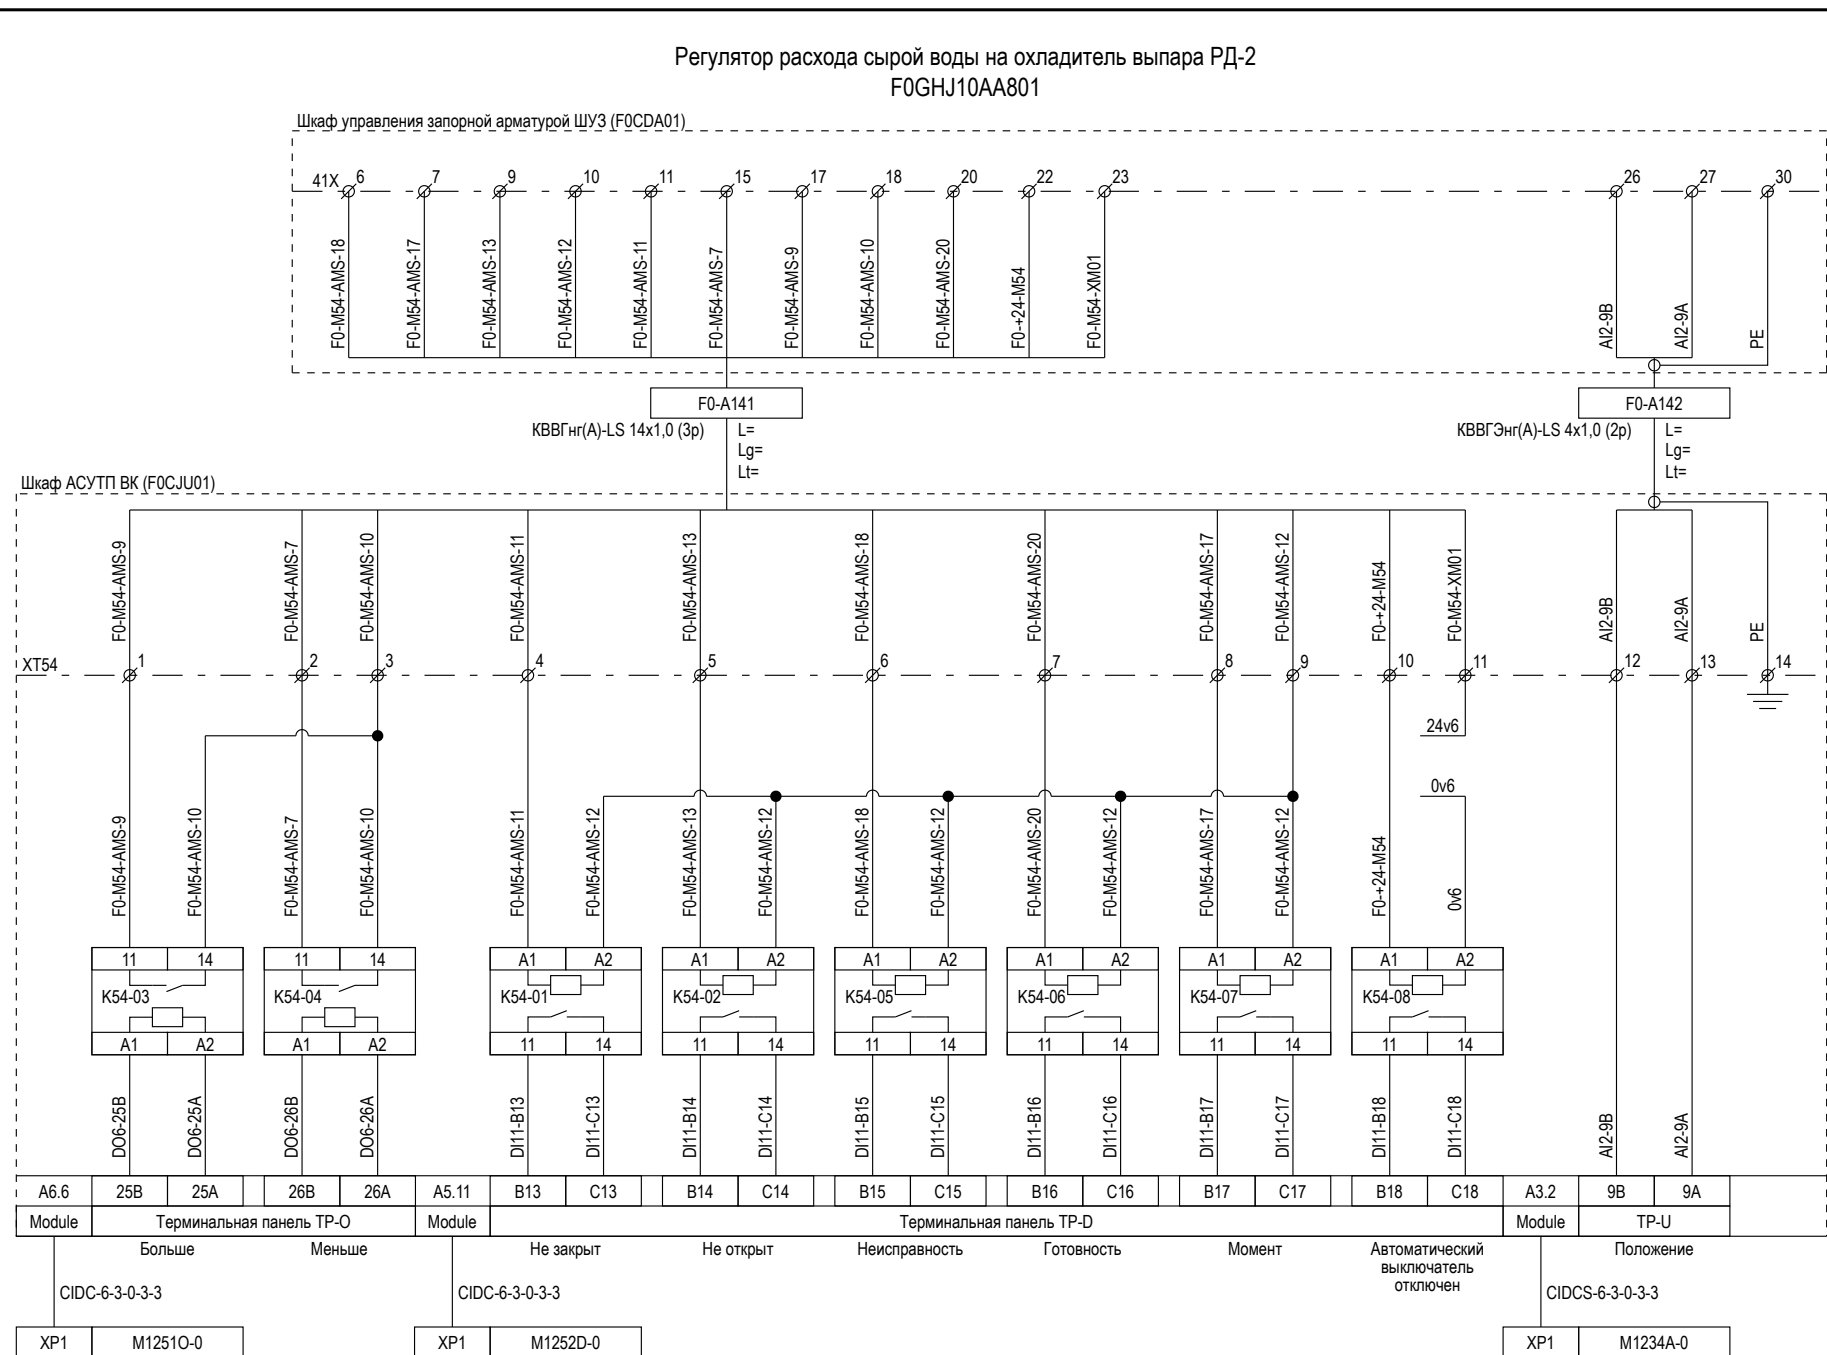 Регулятор расхода сырой воды на охладитель выпара РД-2
F0GHJ10AA801
Шкаф управления запорной арматурой ШУЗ (F0CDA01)
41X 6 7 9 10 11 15 17 18 20 22 23 26 27 30
F0-M54-AMS-18 F0-M54-AMS-17 F0-M54-AMS-13 F0-M54-AMS-12 F0-M54-AMS-11 F0-M54-AMS-7 F0-M54-AMS-9 F0-M54-AMS-10 F0-M54-AMS-20 F0-+24-M54 F0-M54-XM01 AI2-9B AI2-9A PE
F0-A141 F0-A142
КВВГнг(A)-LS 14x1,0 (3р) L= КВВГЭнг(A)-LS 4x1,0 (2р) L=
Lg= Lg=
Lt= Lt=
Шкаф АСУТП ВК (F0CJU01)
F0-M54-AMS-9 F0-M54-AMS-7 F0-M54-AMS-10 F0-M54-AMS-11 F0-M54-AMS-13 F0-M54-AMS-18 F0-M54-AMS-20 F0-M54-AMS-17 F0-M54-AMS-12 F0-+24-M54 F0-M54-XM01 AI2-9B AI2-9A PE
XT54 1 2 3 4 5 6 7 8 9 10 11 12 13 14
24v6
0v6
F0-M54-AMS-9 F0-M54-AMS-10 F0-M54-AMS-7 F0-M54-AMS-10 F0-M54-AMS-11 F0-M54-AMS-12 F0-M54-AMS-13 F0-M54-AMS-12 F0-M54-AMS-18 F0-M54-AMS-12 F0-M54-AMS-20 F0-M54-AMS-12 F0-M54-AMS-17 F0-M54-AMS-12 F0-+24-M54 0v6
11 14 11 14 A1 A2 A1 A2 A1 A2 A1 A2 A1 A2 A1 A2
K54-03 K54-04 K54-01 K54-02 K54-05 K54-06 K54-07 K54-08
A1 A2 A1 A2 11 14 11 14 11 14 11 14 11 14 11 14
DO6-25B DO6-25A DO6-26B DO6-26A DI11-B13 DI11-C13 DI11-B14 DI11-C14 DI11-B15 DI11-C15 DI11-B16 DI11-C16 DI11-B17 DI11-C17 DI11-B18 DI11-C18 AI2-9B AI2-9A
A6.6 25B 25A 26B 26A A5.11 B13 C13 B14 C14 B15 C15 B16 C16 B17 C17 B18 C18 A3.2 9B 9A
Module Терминальная панель TP-O Module Терминальная панель TP-D Module TP-U
Больше Меньше Не закрыт Не открыт Неисправность Готовность Момент Автоматический Положение
выключатель
отключен
CIDC-6-3-0-3-3 CIDC-6-3-0-3-3 CIDCS-6-3-0-3-3
XP1 M1251O-0 XP1 M1252D-0 XP1 M1234A-0